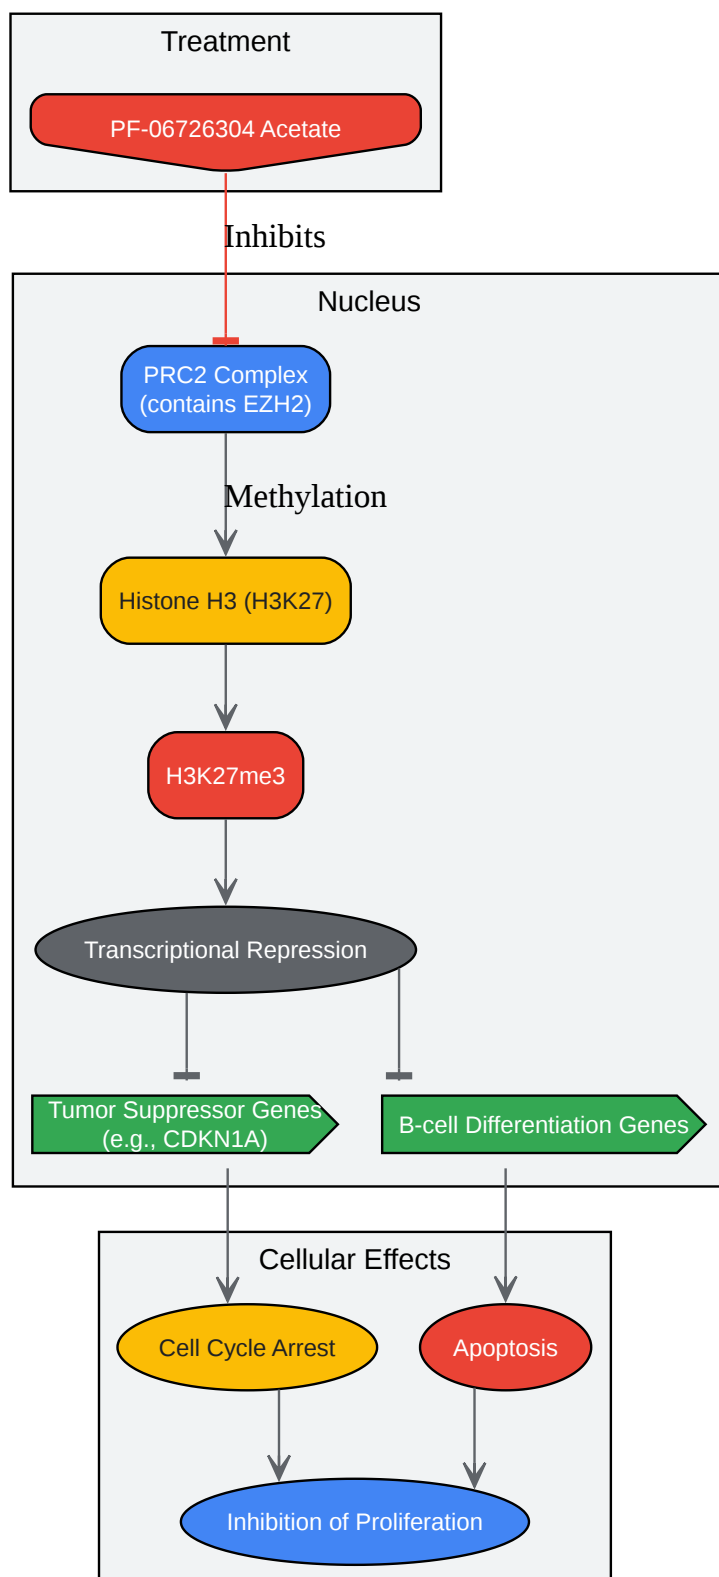 Treatment
PF-06726304 Acetate
Inhibits
Nucleus
PRC2 Complex
(contains EZH2)
Methylation
Histone H3 (H3K27)
H3K27me3
Transcriptional Repression
Tumor Suppressor Genes
(e.g., CDKN1A)
B-cell Differentiation Genes
Cellular Effects
Cell Cycle Arrest
Apoptosis
Inhibition of Proliferation